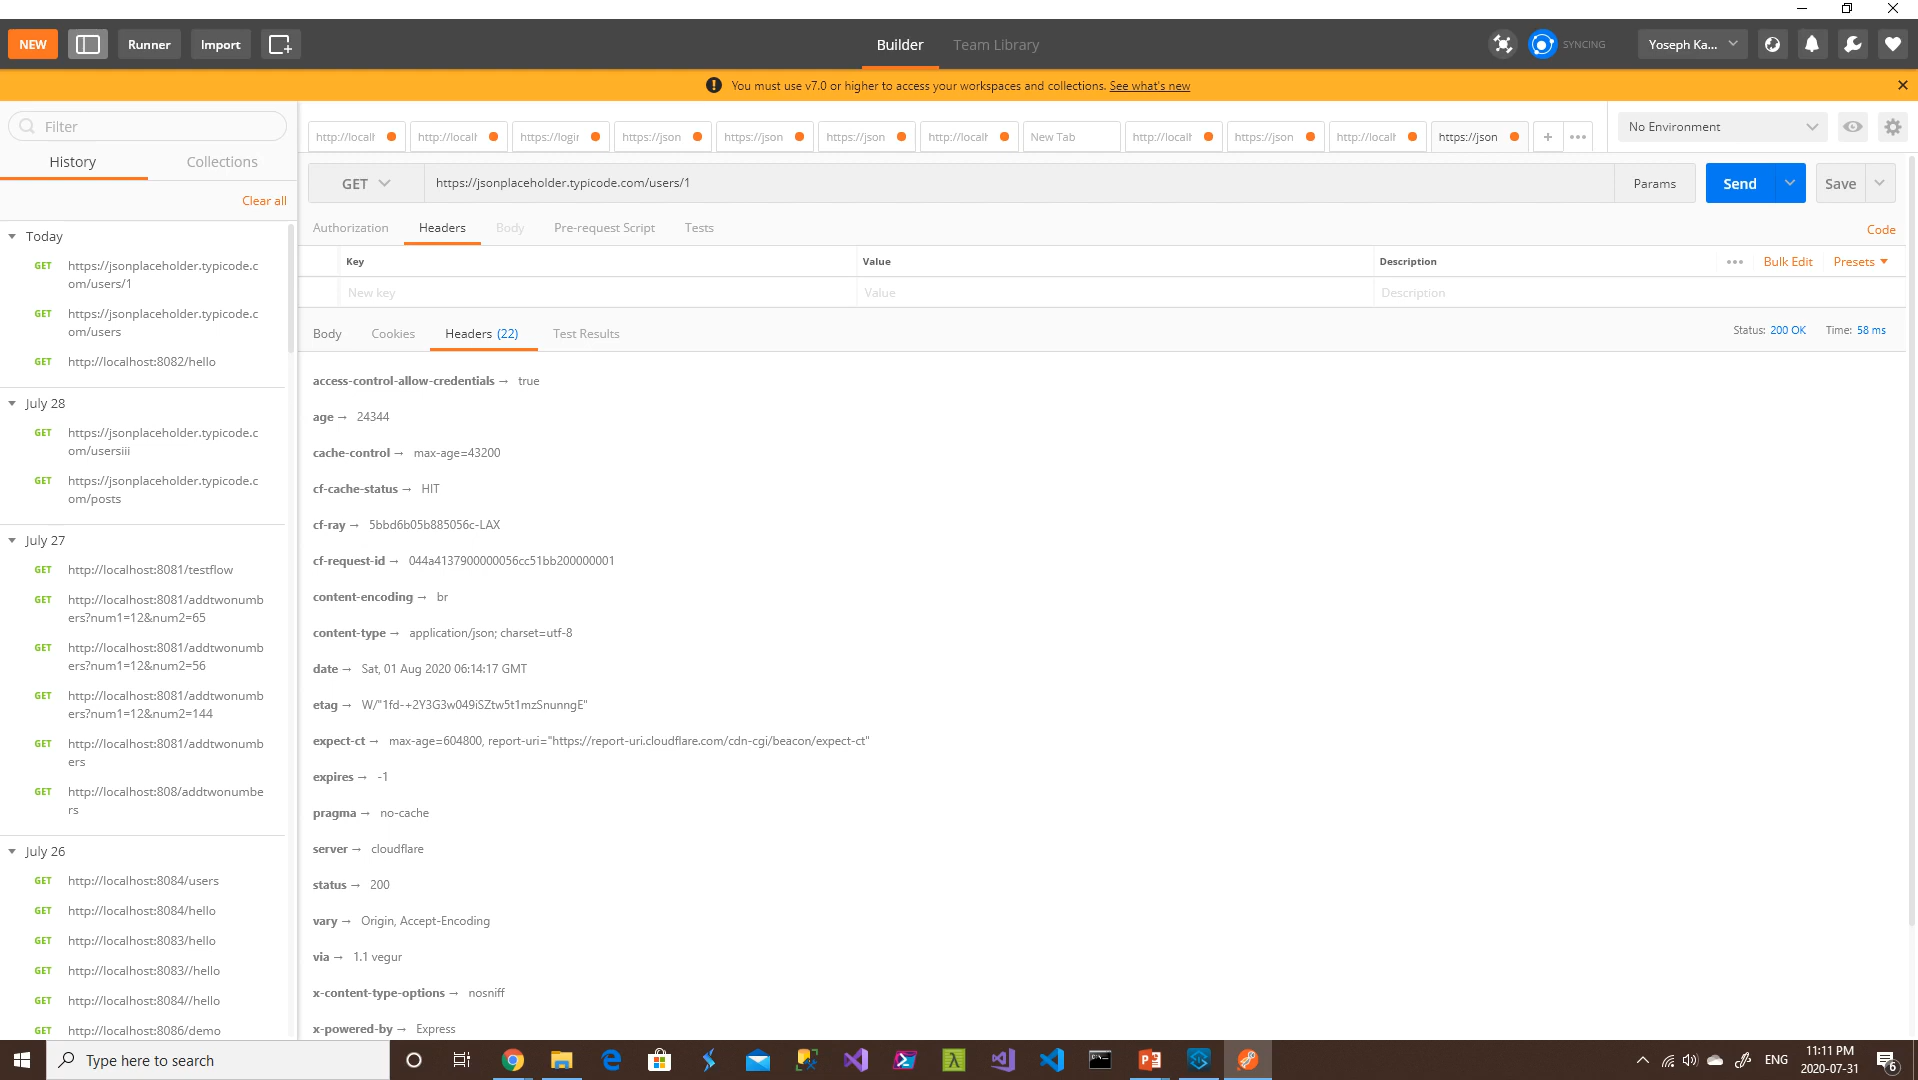 NEW
Runner
Import
Builder
Team Library
SYNCING
Yoseph Ka...
You must use v7.0 or higher to access your workspaces and collections. See what's new
Filter
History
Collections
Clear all
Today
GET https://jsonplaceholder.typicode.c
om/users/1
GET https://jsonplaceholder.typicode.c
om/users
GET http://localhost:8082/hello
July 28
GET https://jsonplaceholder.typicode.c
om/usersiii
GET https://jsonplaceholder.typicode.c
om/posts
July 27
GET http://localhost:8081/testflow
GET http://localhost:8081/addtwonumb
ers?num1=12&num2=65
GET http://localhost:8081/addtwonumb
ers?num1=12&num2=56
GET http://localhost:8081/addtwonumb
ers?num1=12&num2=144
GET http://localhost:8081/addtwonumb
ers
GET http://localhost:808/addtwonumbe
rs
July 26
GET http://localhost:8084/users
GET http://localhost:8084/hello
GET http://localhost:8083/hello
GET http://localhost:8083//hello
GET http://localhost:8084//hello
GET http://localhost:8086/demo
http://localh http://localh https://logir https://json https://json https://json http://localh New Tab http://localh https://json http://localh https://json + •••
No Environment
GET https://jsonplaceholder.typicode.com/users/1 Params Send Save
Authorization Headers Body Pre-request Script Tests Code
Key Value Description ••• Bulk Edit Presets
New key Value Description
Body Cookies Headers (22) Test Results Status: 200 OK Time: 58 ms
access-control-allow-credentials → true
age → 24344
cache-control → max-age=43200
cf-cache-status → HIT
cf-ray → 5bbd6b05b885056c-LAX
cf-request-id → 044a4137900000056cc51bb200000001
content-encoding → br
content-type → application/json; charset=utf-8
date → Sat, 01 Aug 2020 06:14:17 GMT
etag → W/"1fd-+2Y3G3w049iSZtw5t1mzSnunngE"
expect-ct → max-age=604800, report-uri="https://report-uri.cloudflare.com/cdn-cgi/beacon/expect-ct"
expires → -1
pragma → no-cache
server → cloudflare
status → 200
vary → Origin, Accept-Encoding
via → 1.1 vegur
x-content-type-options → nosniff
x-powered-by → Express
Type here to search
ENG
11:11 PM
2020-07-31
6